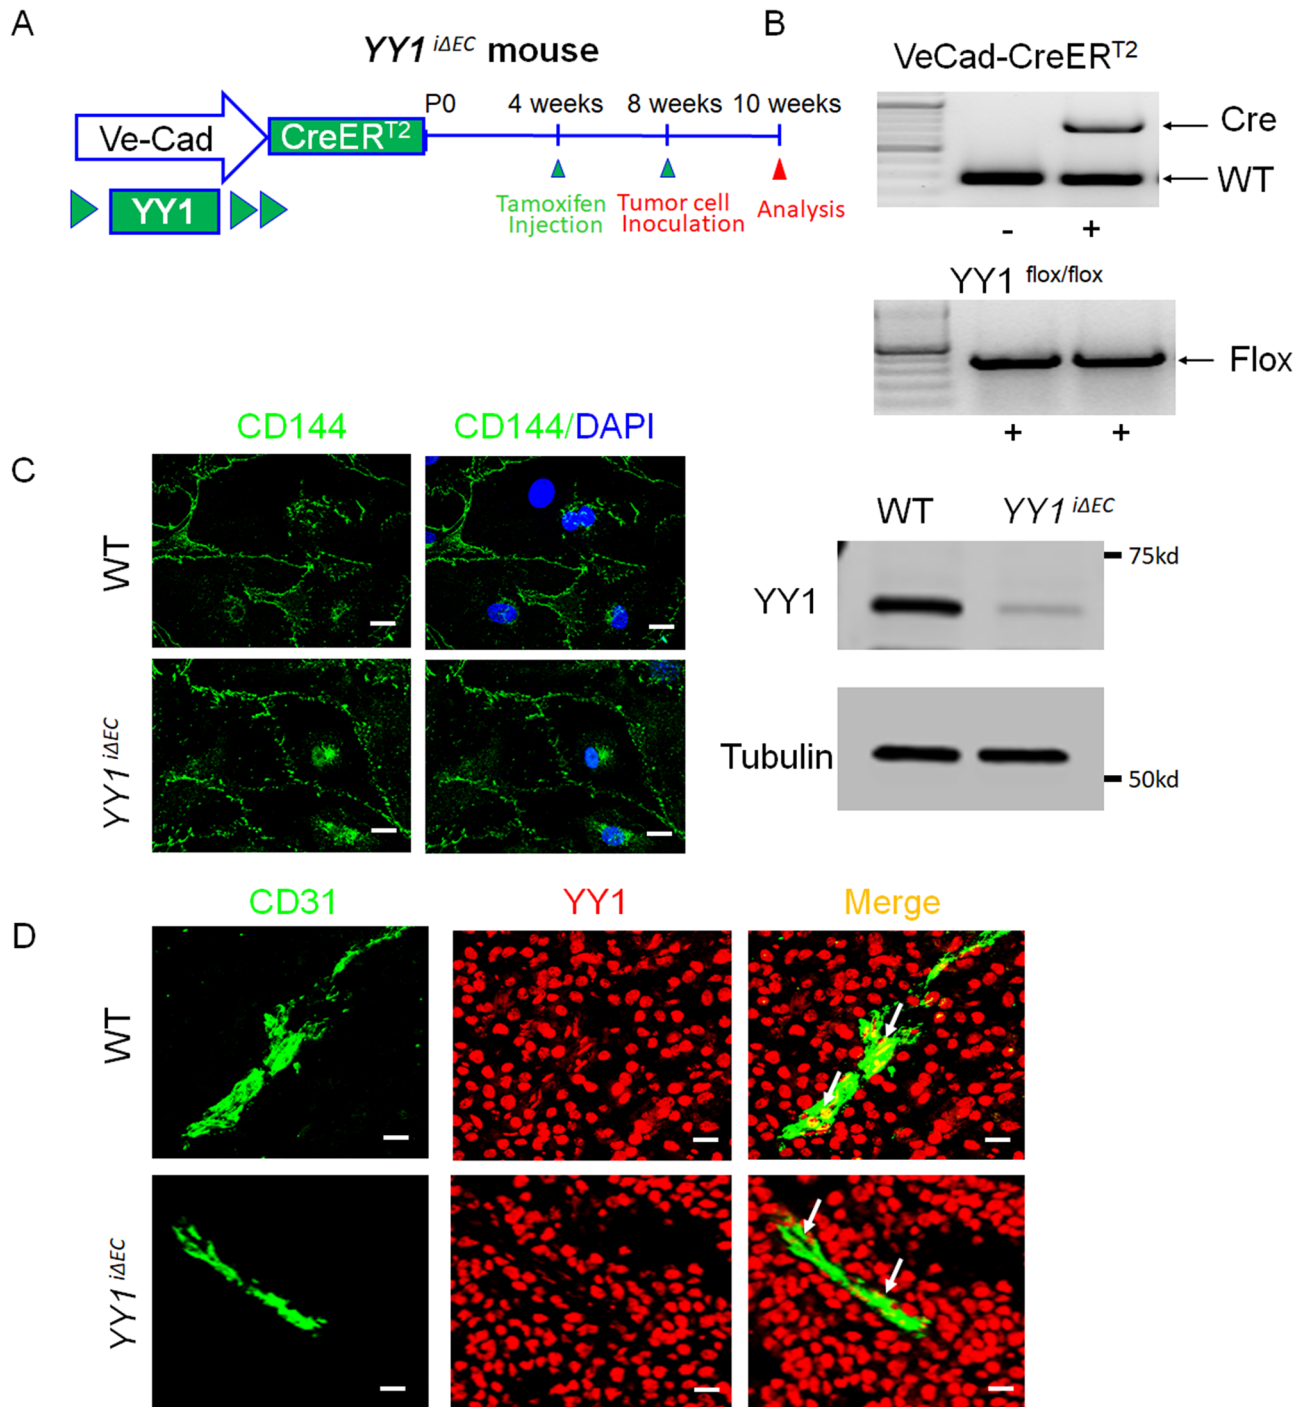 A
YY1 iΔEC mouse
Ve-Cad
CreERT2
P0
4 weeks
8 weeks
10 weeks
YY1
Tamoxifen
Injection
Tumor cell
Inoculation
Analysis
B
VeCad-CreERT2
Cre
WT
-
+
YY1 flox/flox
Flox
+
+
C
CD144
CD144/DAPI
WT
YY1 iΔEC
WT
YY1 iΔEC
75kd
YY1
Tubulin
50kd
D
CD31
YY1
Merge
WT
YY1 iΔEC